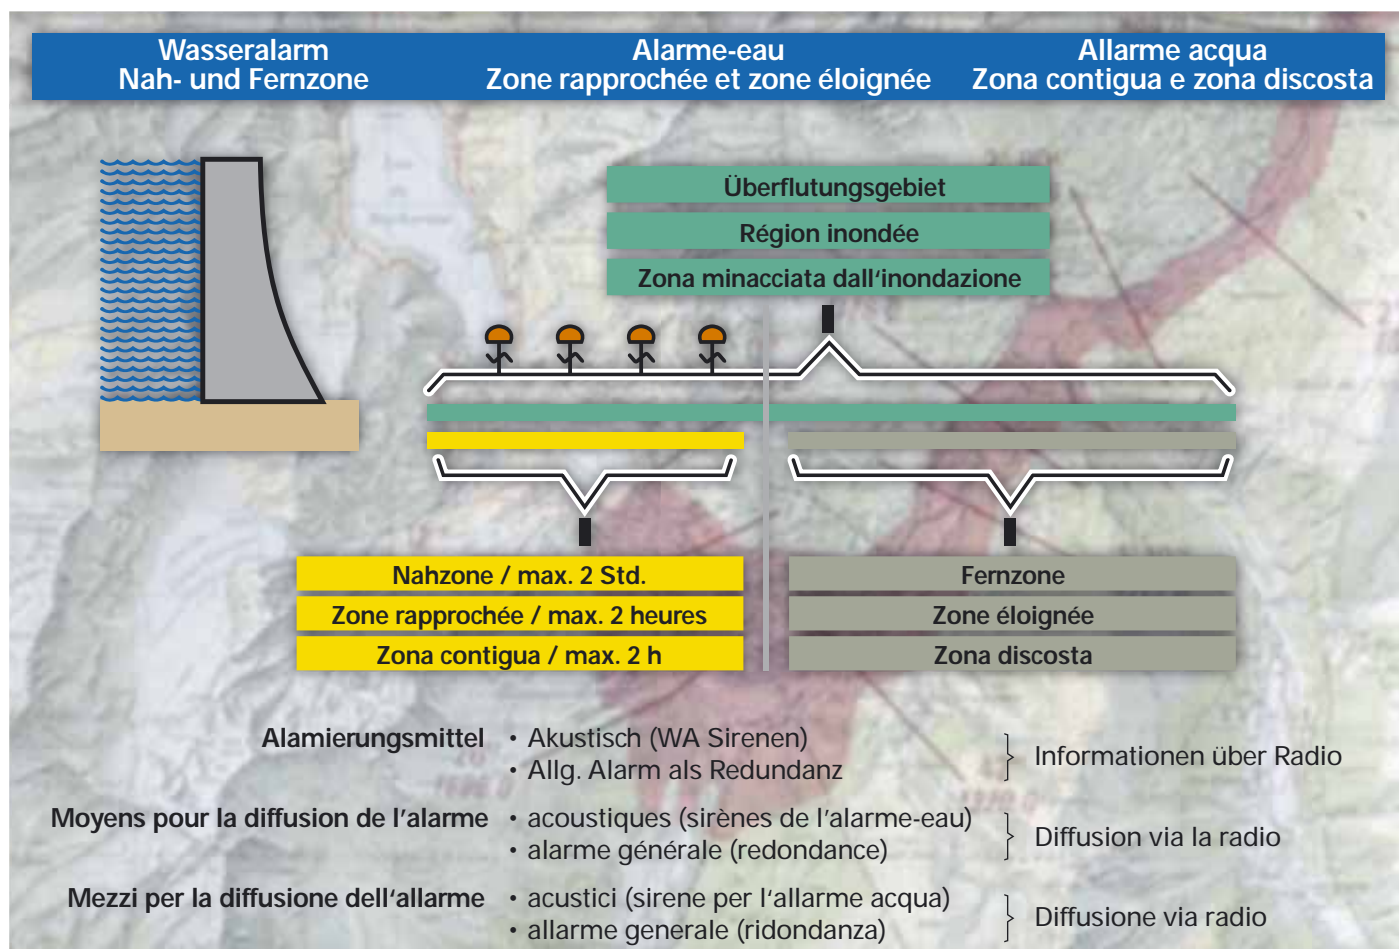 Wasseralarm
Nah- und Fernzone
Alarme-eau
Zone rapprochée et zone éloignée
Allarme acqua
Zona contigua e zona discosta
Überflutungsgebiet
Région inondée
Zona minacciata dall‘inondazione
Nahzone / max. 2 Std.
Zone rapprochée / max. 2 heures
Zona contigua / max. 2 h
Fernzone
Zone éloignée
Zona discosta
Alamierungsmittel
• Akustisch (WA Sirenen)
• Allg. Alarm als Redundanz
Informationen über Radio
Moyens pour la diffusion de l’alarme
• acoustiques (sirènes de l’alarme-eau)
• alarme générale (redondance)
Diffusion via la radio
Mezzi per la diffusione dell‘allarme
• acustici (sirene per l’allarme acqua)
• allarme generale (ridondanza)
Diffusione via radio